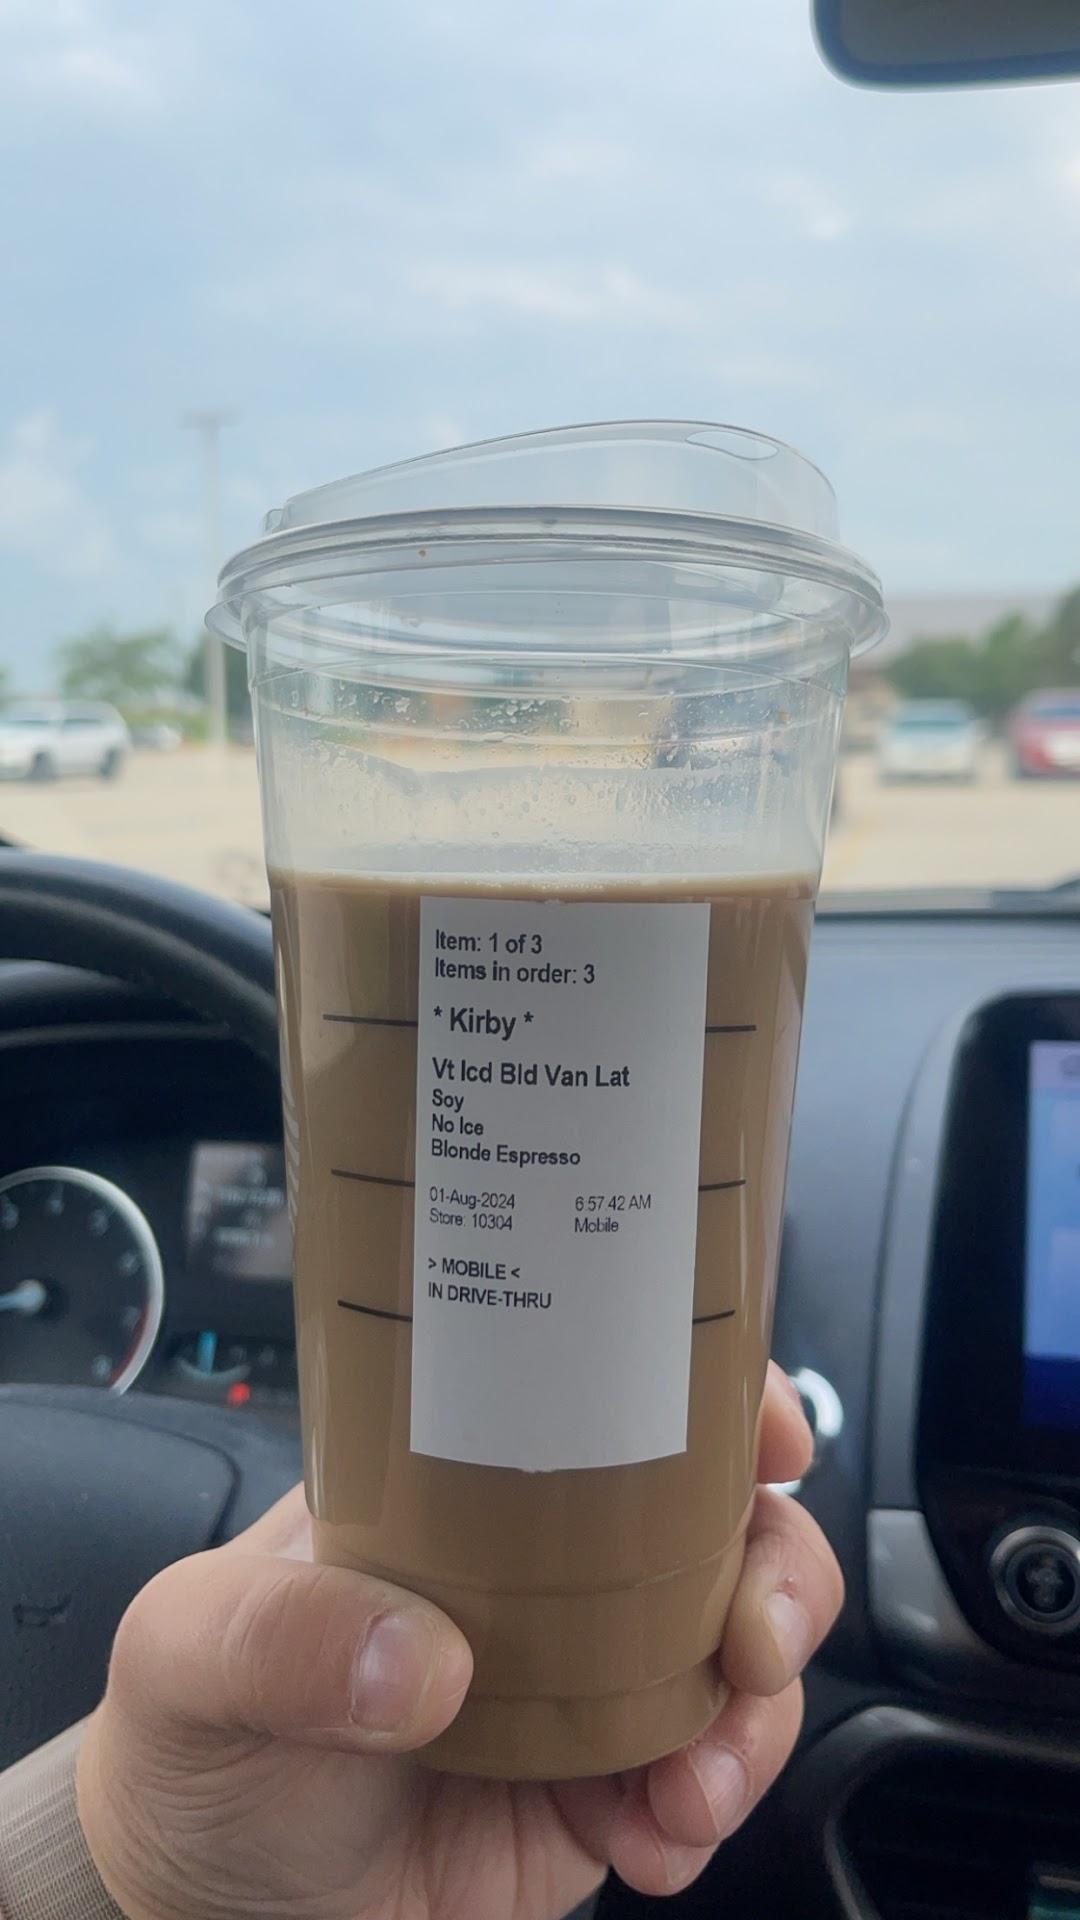 Item: 1 of 3
Items in order: 3
* Kirby *
Vt Icd Bld Van Lat
Soy
No Ice
Blonde Espresso
01-Aug-2024 6:57:42 AM
Store: 10304 Mobile
> MOBILE <
IN DRIVE-THRU